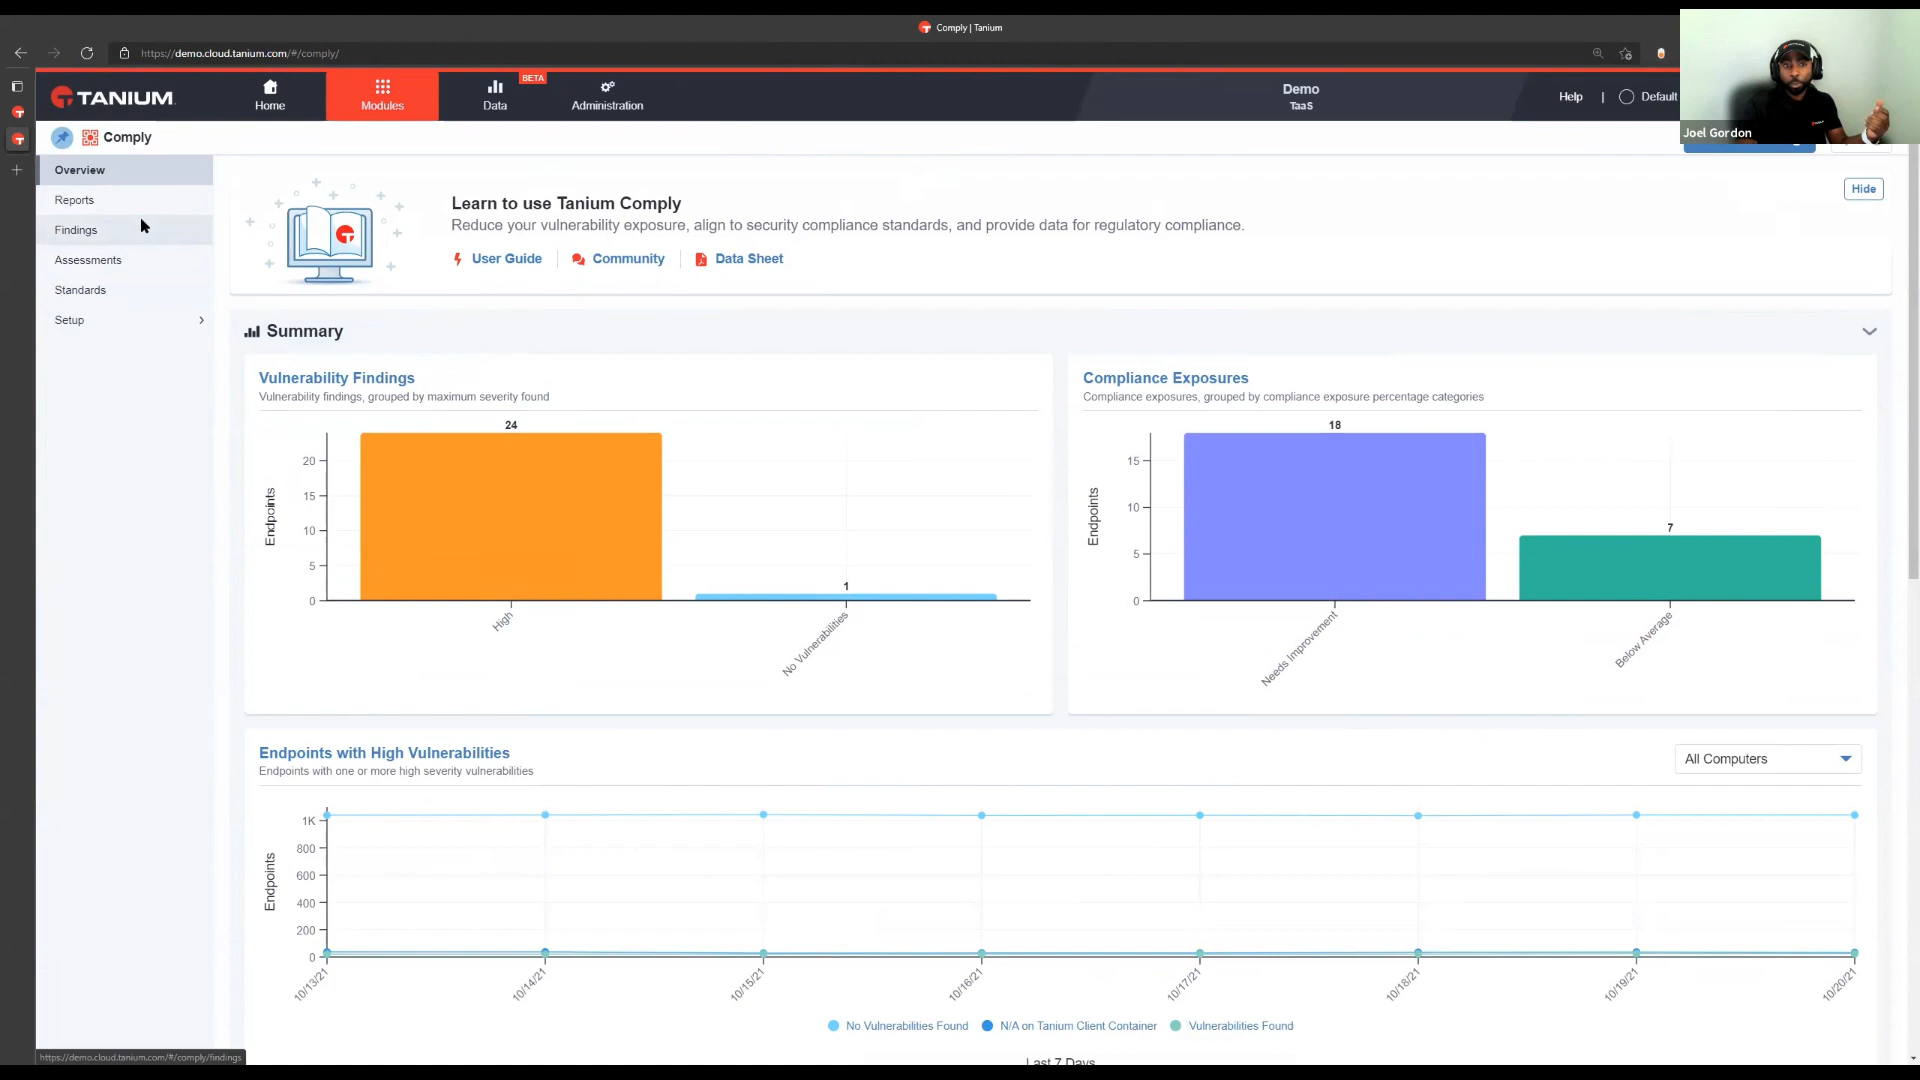 Comply | Tanium
https://demo.cloud.tanium.com/#/comply/
TANIUM
Home
Modules
Data
BETA
Administration
Demo
TaaS
Help
|
Default
Joel Gordon
Comply
Overview
Reports
Findings
Assessments
Standards
Setup
Learn to use Tanium Comply
Reduce your vulnerability exposure, align to security compliance standards, and provide data for regulatory compliance.
User Guide
Community
Data Sheet
Hide
Summary
Vulnerability Findings
Vulnerability findings, grouped by maximum severity found
24
1
20
15
10
5
0
Endpoints
High
No Vulnerabilities
Compliance Exposures
Compliance exposures, grouped by compliance exposure percentage categories
18
7
15
10
5
0
Endpoints
Needs Improvement
Below Average
Endpoints with High Vulnerabilities
Endpoints with one or more high severity vulnerabilities
All Computers
1K
800
600
400
200
0
Endpoints
10/13/21
10/14/21
10/15/21
10/16/21
10/17/21
10/18/21
10/19/21
10/20/21
No Vulnerabilities Found
N/A on Tanium Client Container
Vulnerabilities Found
Last 7 Days
https://demo.cloud.tanium.com/#/comply/findings